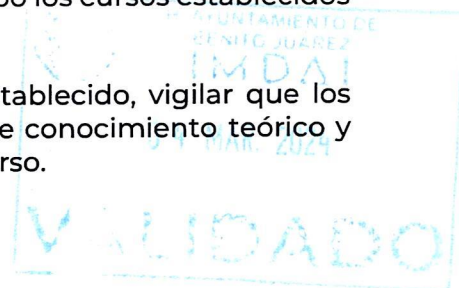 los cursos establecidos
H. AYUNTAMIENTO DE
BENITO JUAREZ
IMDAI
tablecido, vigilar que los
e conocimiento teórico y
MAR. 2024
rso.
VALIDADO